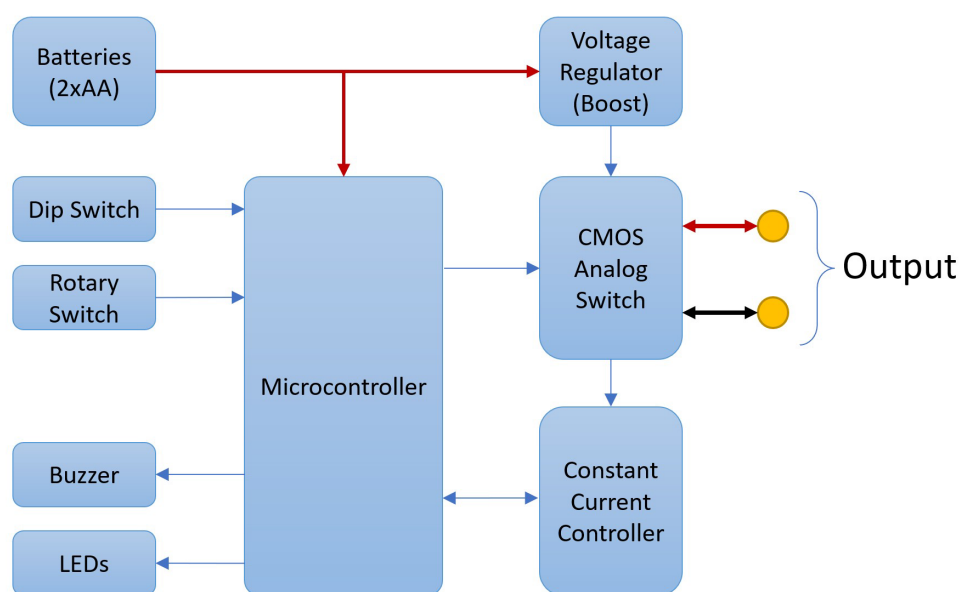 Batteries
(2xAA)
Voltage
Regulator
(Boost)
Dip Switch
Rotary
Switch
Microcontroller
CMOS
Analog
Switch
Output
Buzzer
LEDs
Constant
Current
Controller